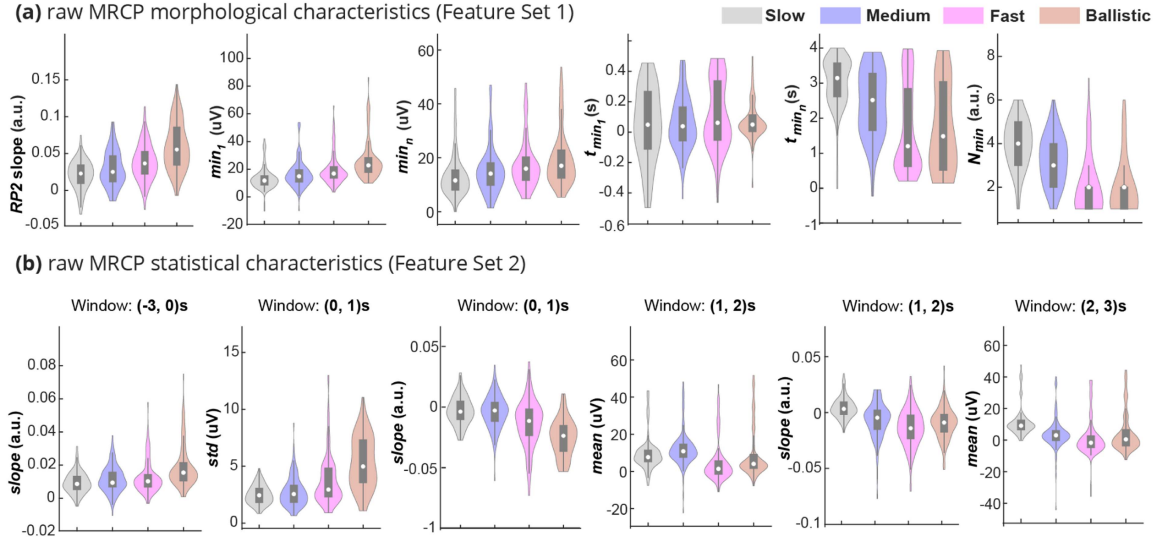 (a) raw MRCP morphological characteristics (Feature Set 1)
Slow Medium Fast Ballistic
RP2 slope (a.u.)
0.15
0.1
0.05
0
-0.05
min1 (uV)
100
80
60
40
20
0
-20
minn (uV)
60
40
20
0
t min1 (s)
0.4
0.2
0
-0.2
-0.4
-0.6
t minn (s)
4
3
2
1
0
-1
Nmin (a.u.)
8
6
4
2
(b) raw MRCP statistical characteristics (Feature Set 2)
Window: (-3, 0)s
slope (a.u.)
0.08
0.06
0.04
0.02
0
-0.02
Window: (0, 1)s
std (uV)
15
10
5
0
Window: (0, 1)s
slope (a.u.)
0.05
0
-0.05
-1
Window: (1, 2)s
mean (uV)
60
40
20
0
-20
Window: (1, 2)s
slope (a.u.)
0.05
0
-0.05
-0.1
Window: (2, 3)s
mean (uV)
60
40
20
0
-20
-40